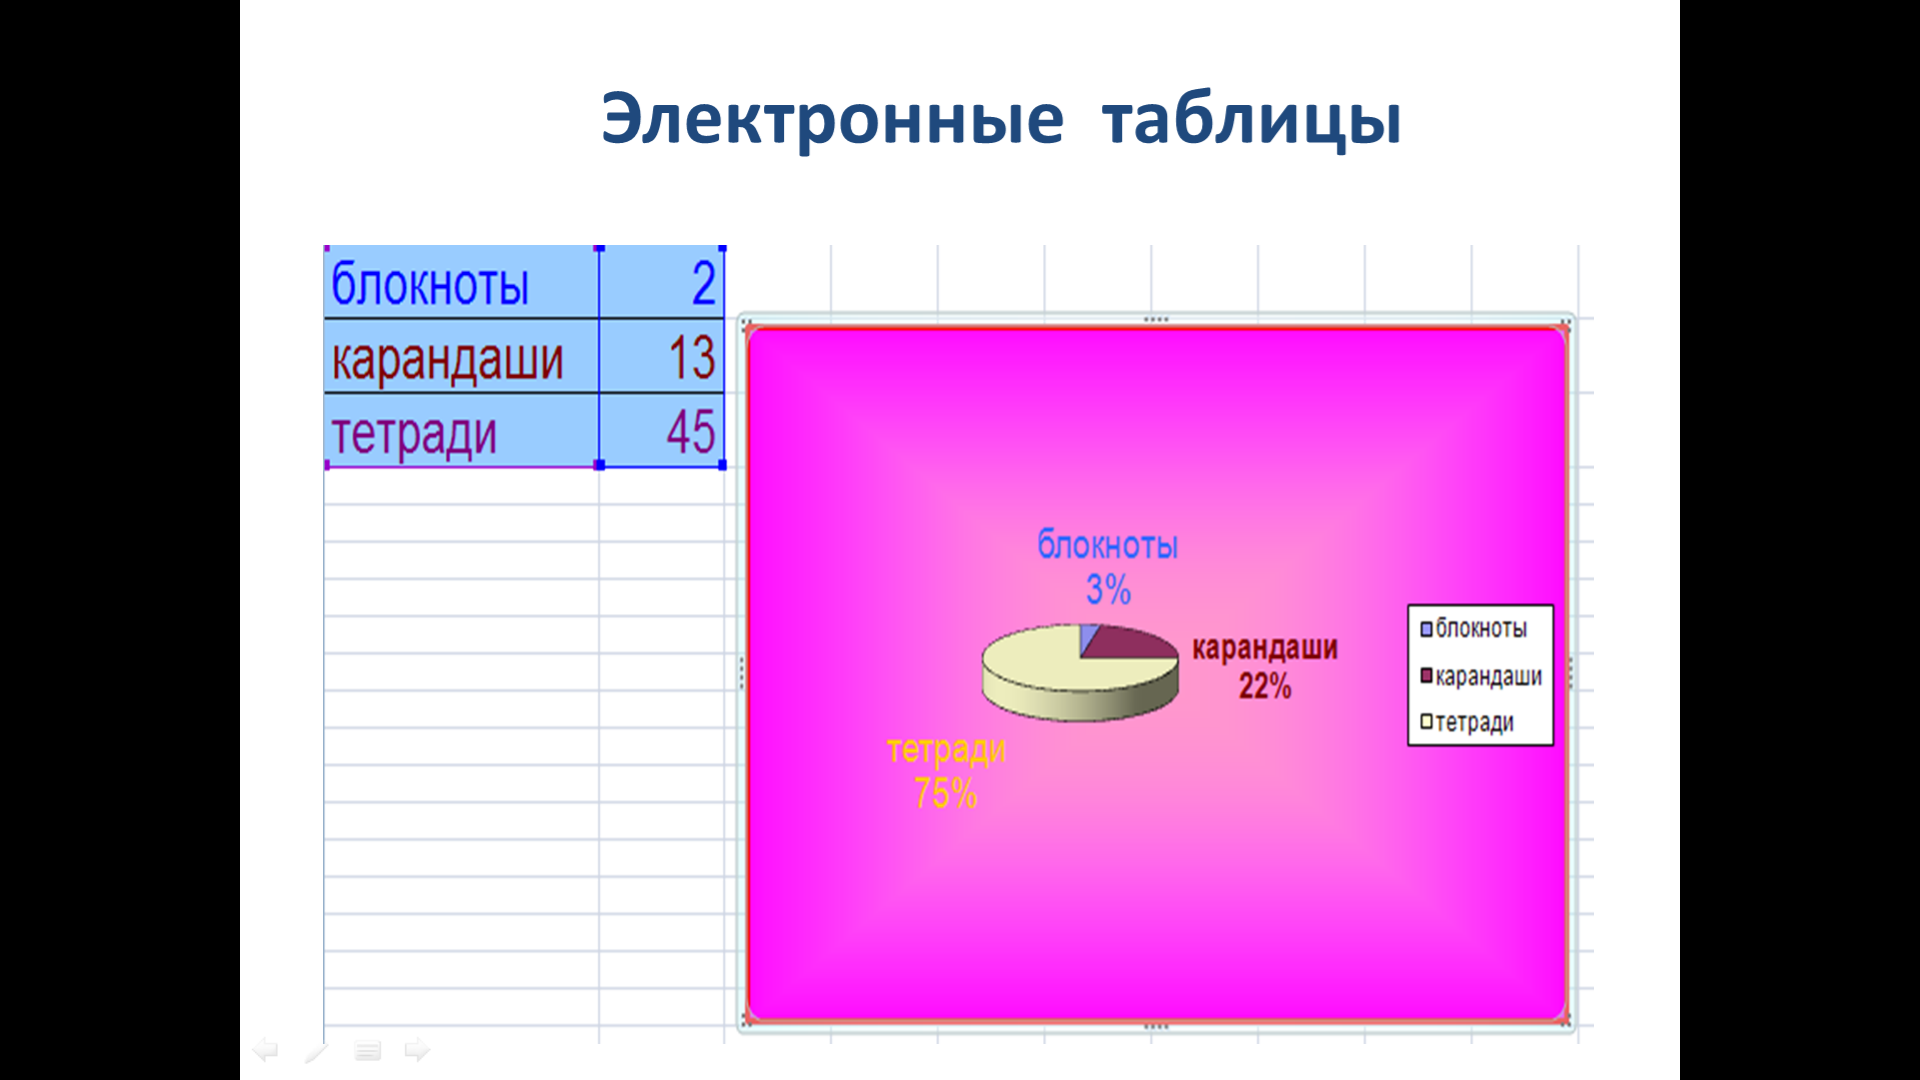 Электронные таблицы
блокноты 2
карандаши 13
тетради 45
блокноты
3%
карандаши
22%
тетради
75%
блокноты
карандаши
тетради